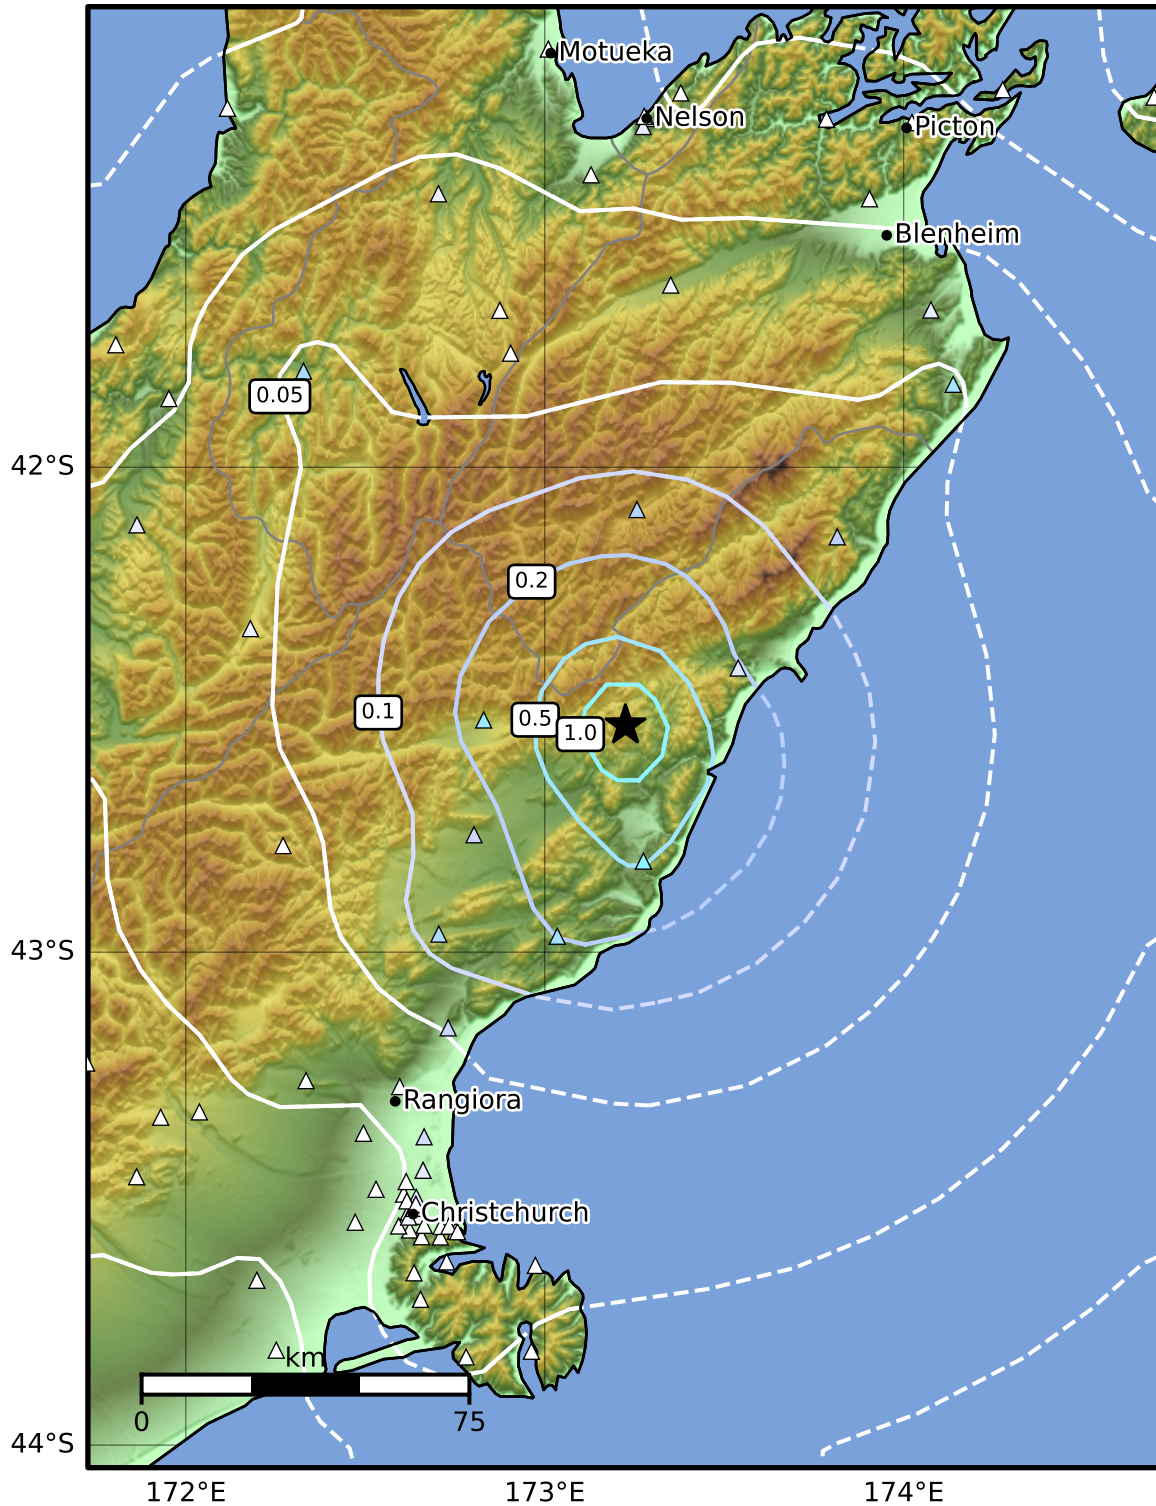 Motueka
Nelson
Picton
Blenheim
0.05
42°S
0.2
0.1
0.5
1.0
43°S
Rangiora
Christchurch
km
0
75
44°S
172°E
173°E
174°E